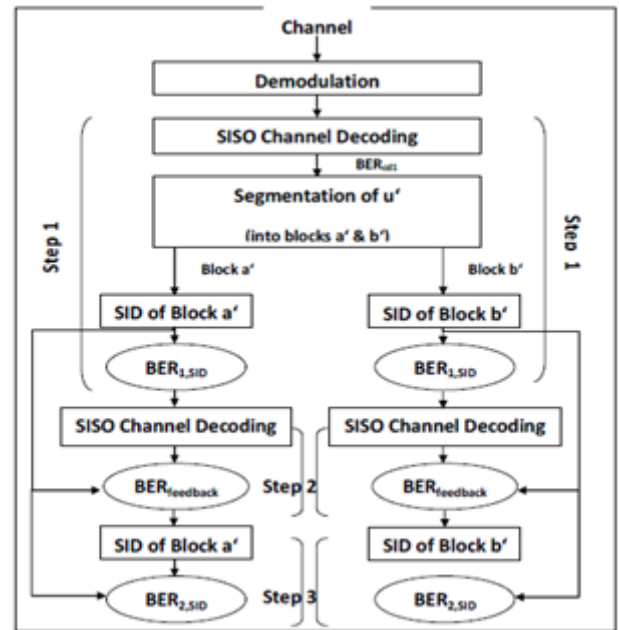 Channel
Demodulation
SISO Channel Decoding
BERcd1
Segmentation of u‘
(into blocks a‘ & b‘)
Step 1
Step 1
Block a‘
Block b‘
SID of Block a‘
SID of Block b‘
BER1,SID
BER1,SID
SISO Channel Decoding
SISO Channel Decoding
BERfeedback
Step 2
BERfeedback
SID of Block a‘
SID of Block b‘
BER2,SID
Step 3
BER2,SID